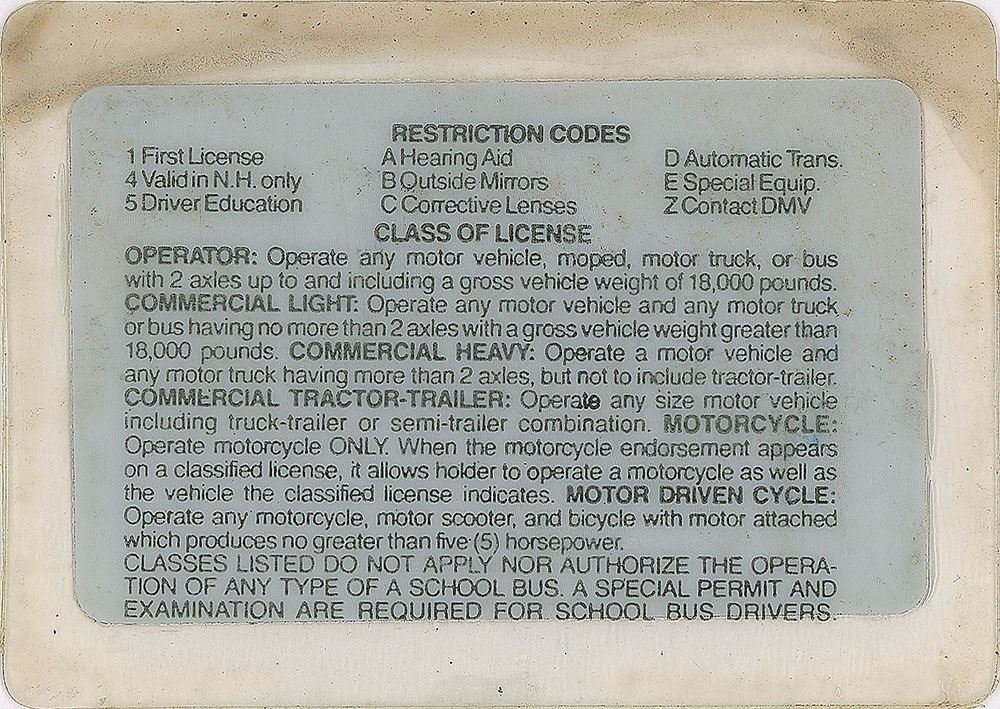 RESTRICTION CODES
1 First License A Hearing Aid D Automatic Trans.
4 Valid in N.H. only B Outside Mirrors E Special Equip.
5 Driver Education C Corrective Lenses Z Contact DMV
CLASS OF LICENSE
OPERATOR: Operate any motor vehicle, moped, motor truck, or bus
with 2 axles up to and including a gross vehicle weight of 18,000 pounds.
COMMERCIAL LIGHT: Operate any motor vehicle and any motor truck
or bus having no more than 2 axles with a gross vehicle weight greater than
18,000 pounds. COMMERCIAL HEAVY: Operate a motor vehicle and
any motor truck having more than 2 axles, but not to include tractor-trailer.
COMMERCIAL TRACTOR-TRAILER: Operate any size motor vehicle
including truck-trailer or semi-trailer combination. MOTORCYCLE:
Operate motorcycle ONLY. When the motorcycle endorsement appears
on a classified license, it allows holder to operate a motorcycle as well as
the vehicle the classified license indicates. MOTOR DRIVEN CYCLE:
Operate any motorcycle, motor scooter, and bicycle with motor attached
which produces no greater than five (5) horsepower.
CLASSES LISTED DO NOT APPLY NOR AUTHORIZE THE OPERA-
TION OF ANY TYPE OF A SCHOOL BUS. A SPECIAL PERMIT AND
EXAMINATION ARE REQUIRED FOR SCHOOL BUS DRIVERS.